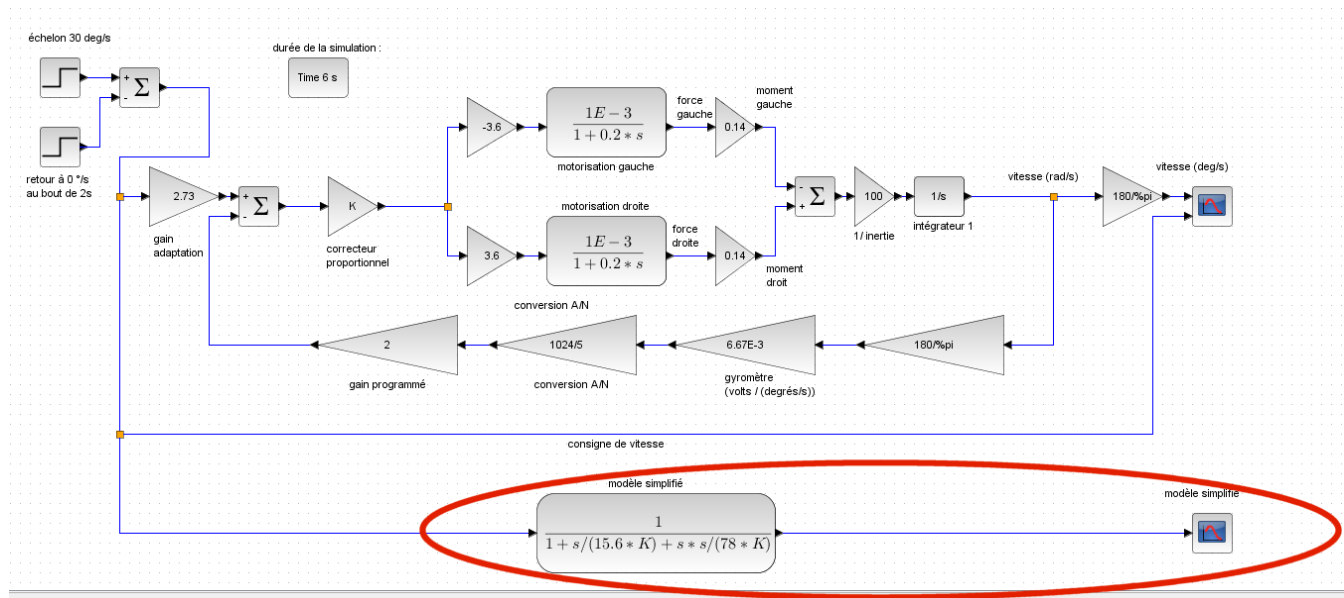 échelon 30 deg/s
durée de la simulation :
Time 6 s
+
-
Σ
retour á 0 °/s
au bout de 2s
2.73
gain
adaptation
+
-
Σ
K
correcteur
proportionnel
-3.6
1E − 3
1 + 0.2 * s
motorisation gauche
force
gauche
0.14
moment
gauche
3.6
motorisation droite
1E − 3
1 + 0.2 * s
force
droite
0.14
moment
droit
-
+
Σ
100
1/ inertie
1/s
intégrateur 1
vitesse (rad/s)
180/%pi
vitesse (deg/s)
conversion A/N
2
gain programmé
1024/5
conversion A/N
6.67E-3
gyromètre
(volts / (degrés/s))
180/%pi
consigne de vitesse
modèle simplifié
1
1 + s/(15.6 * K) + s * s/(78 * K)
modèle simplifié